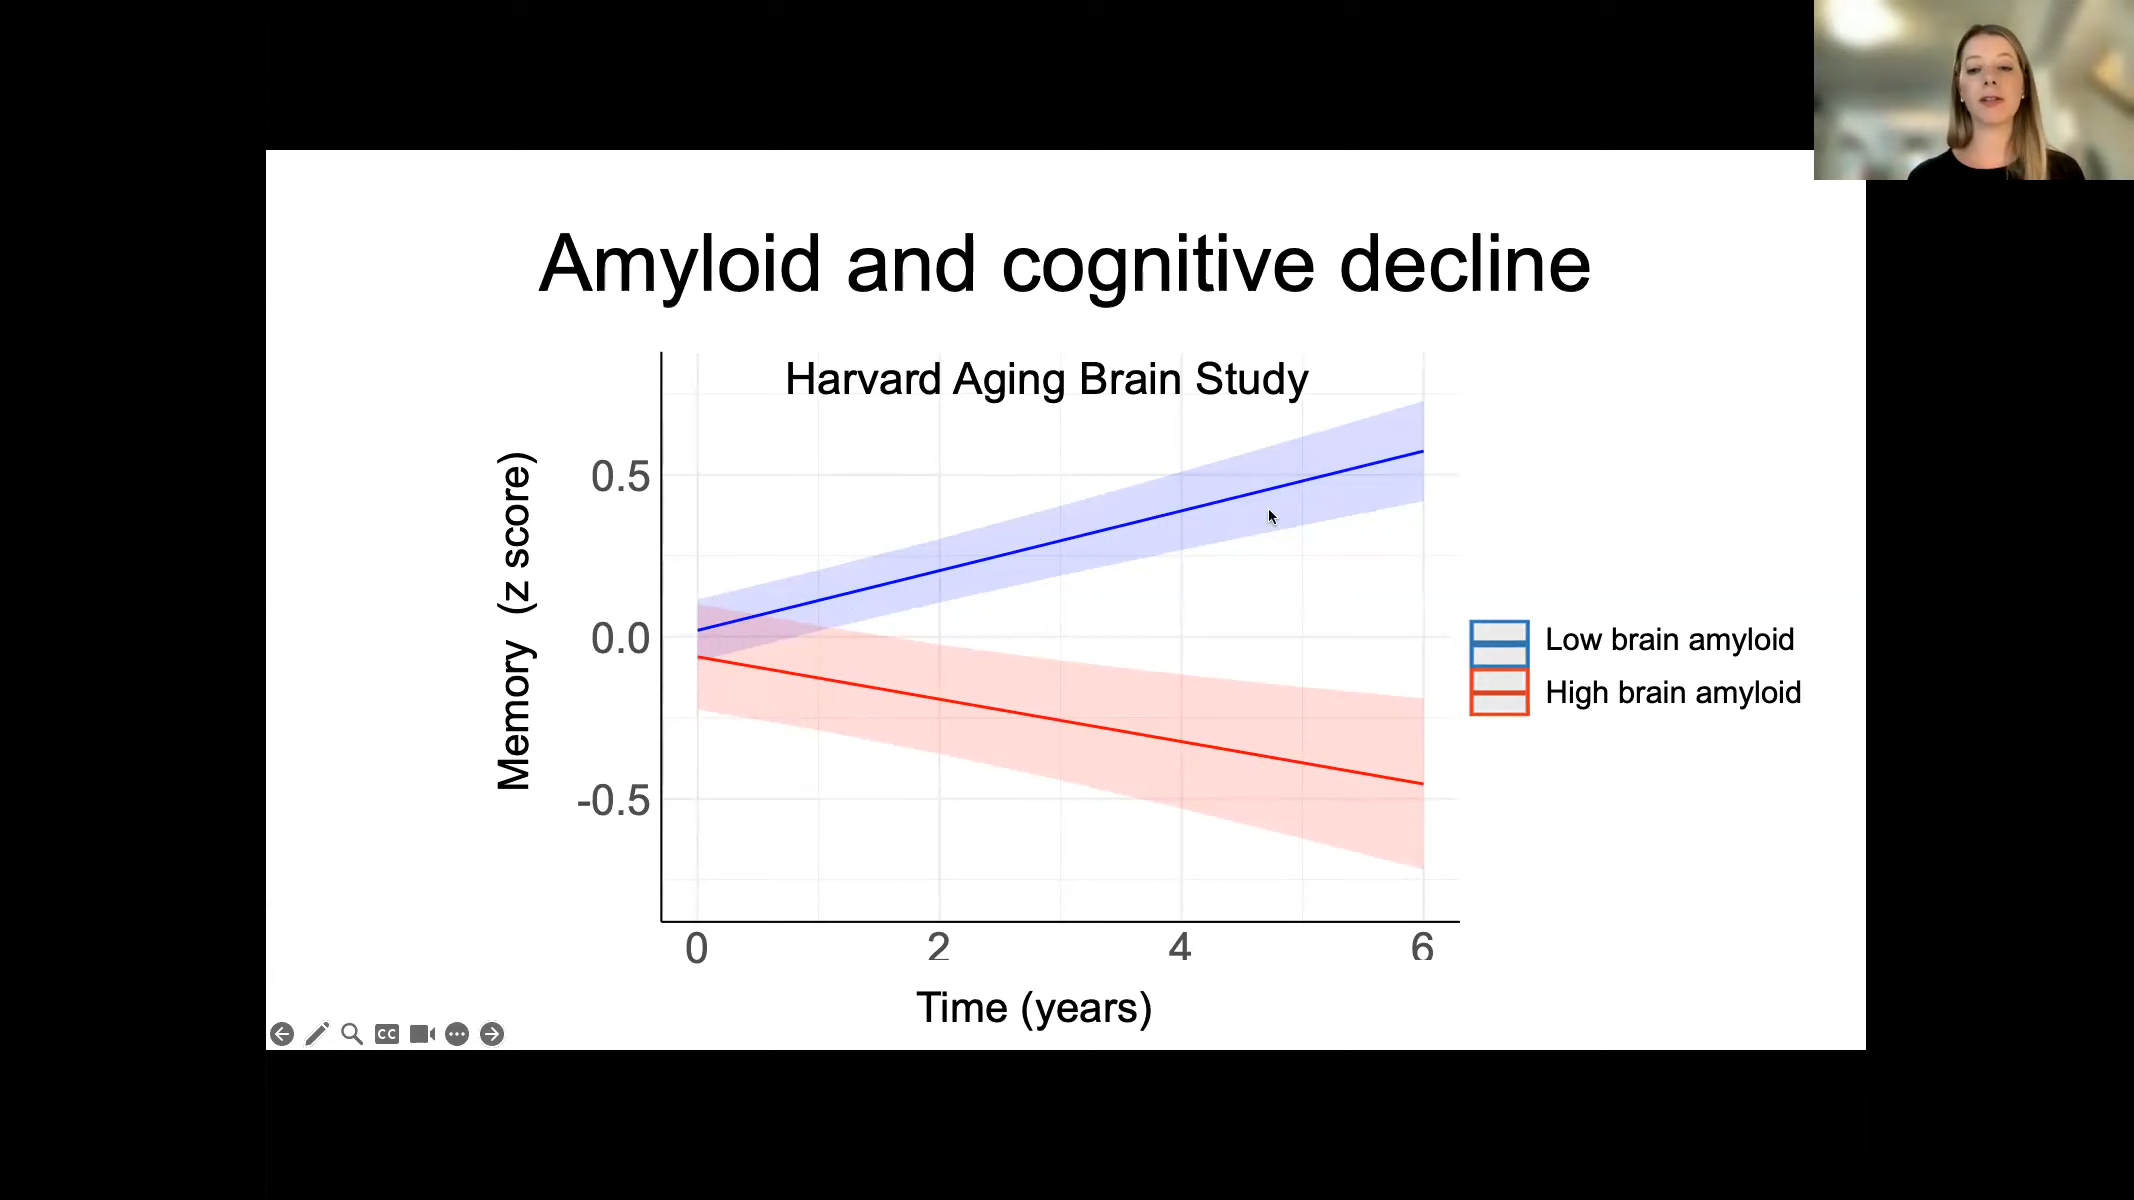 Amyloid and cognitive decline
Harvard Aging Brain Study
Memory (z score)
0.5
0.0
-0.5
Low brain amyloid
High brain amyloid
0 2 4 6
Time (years)
CC